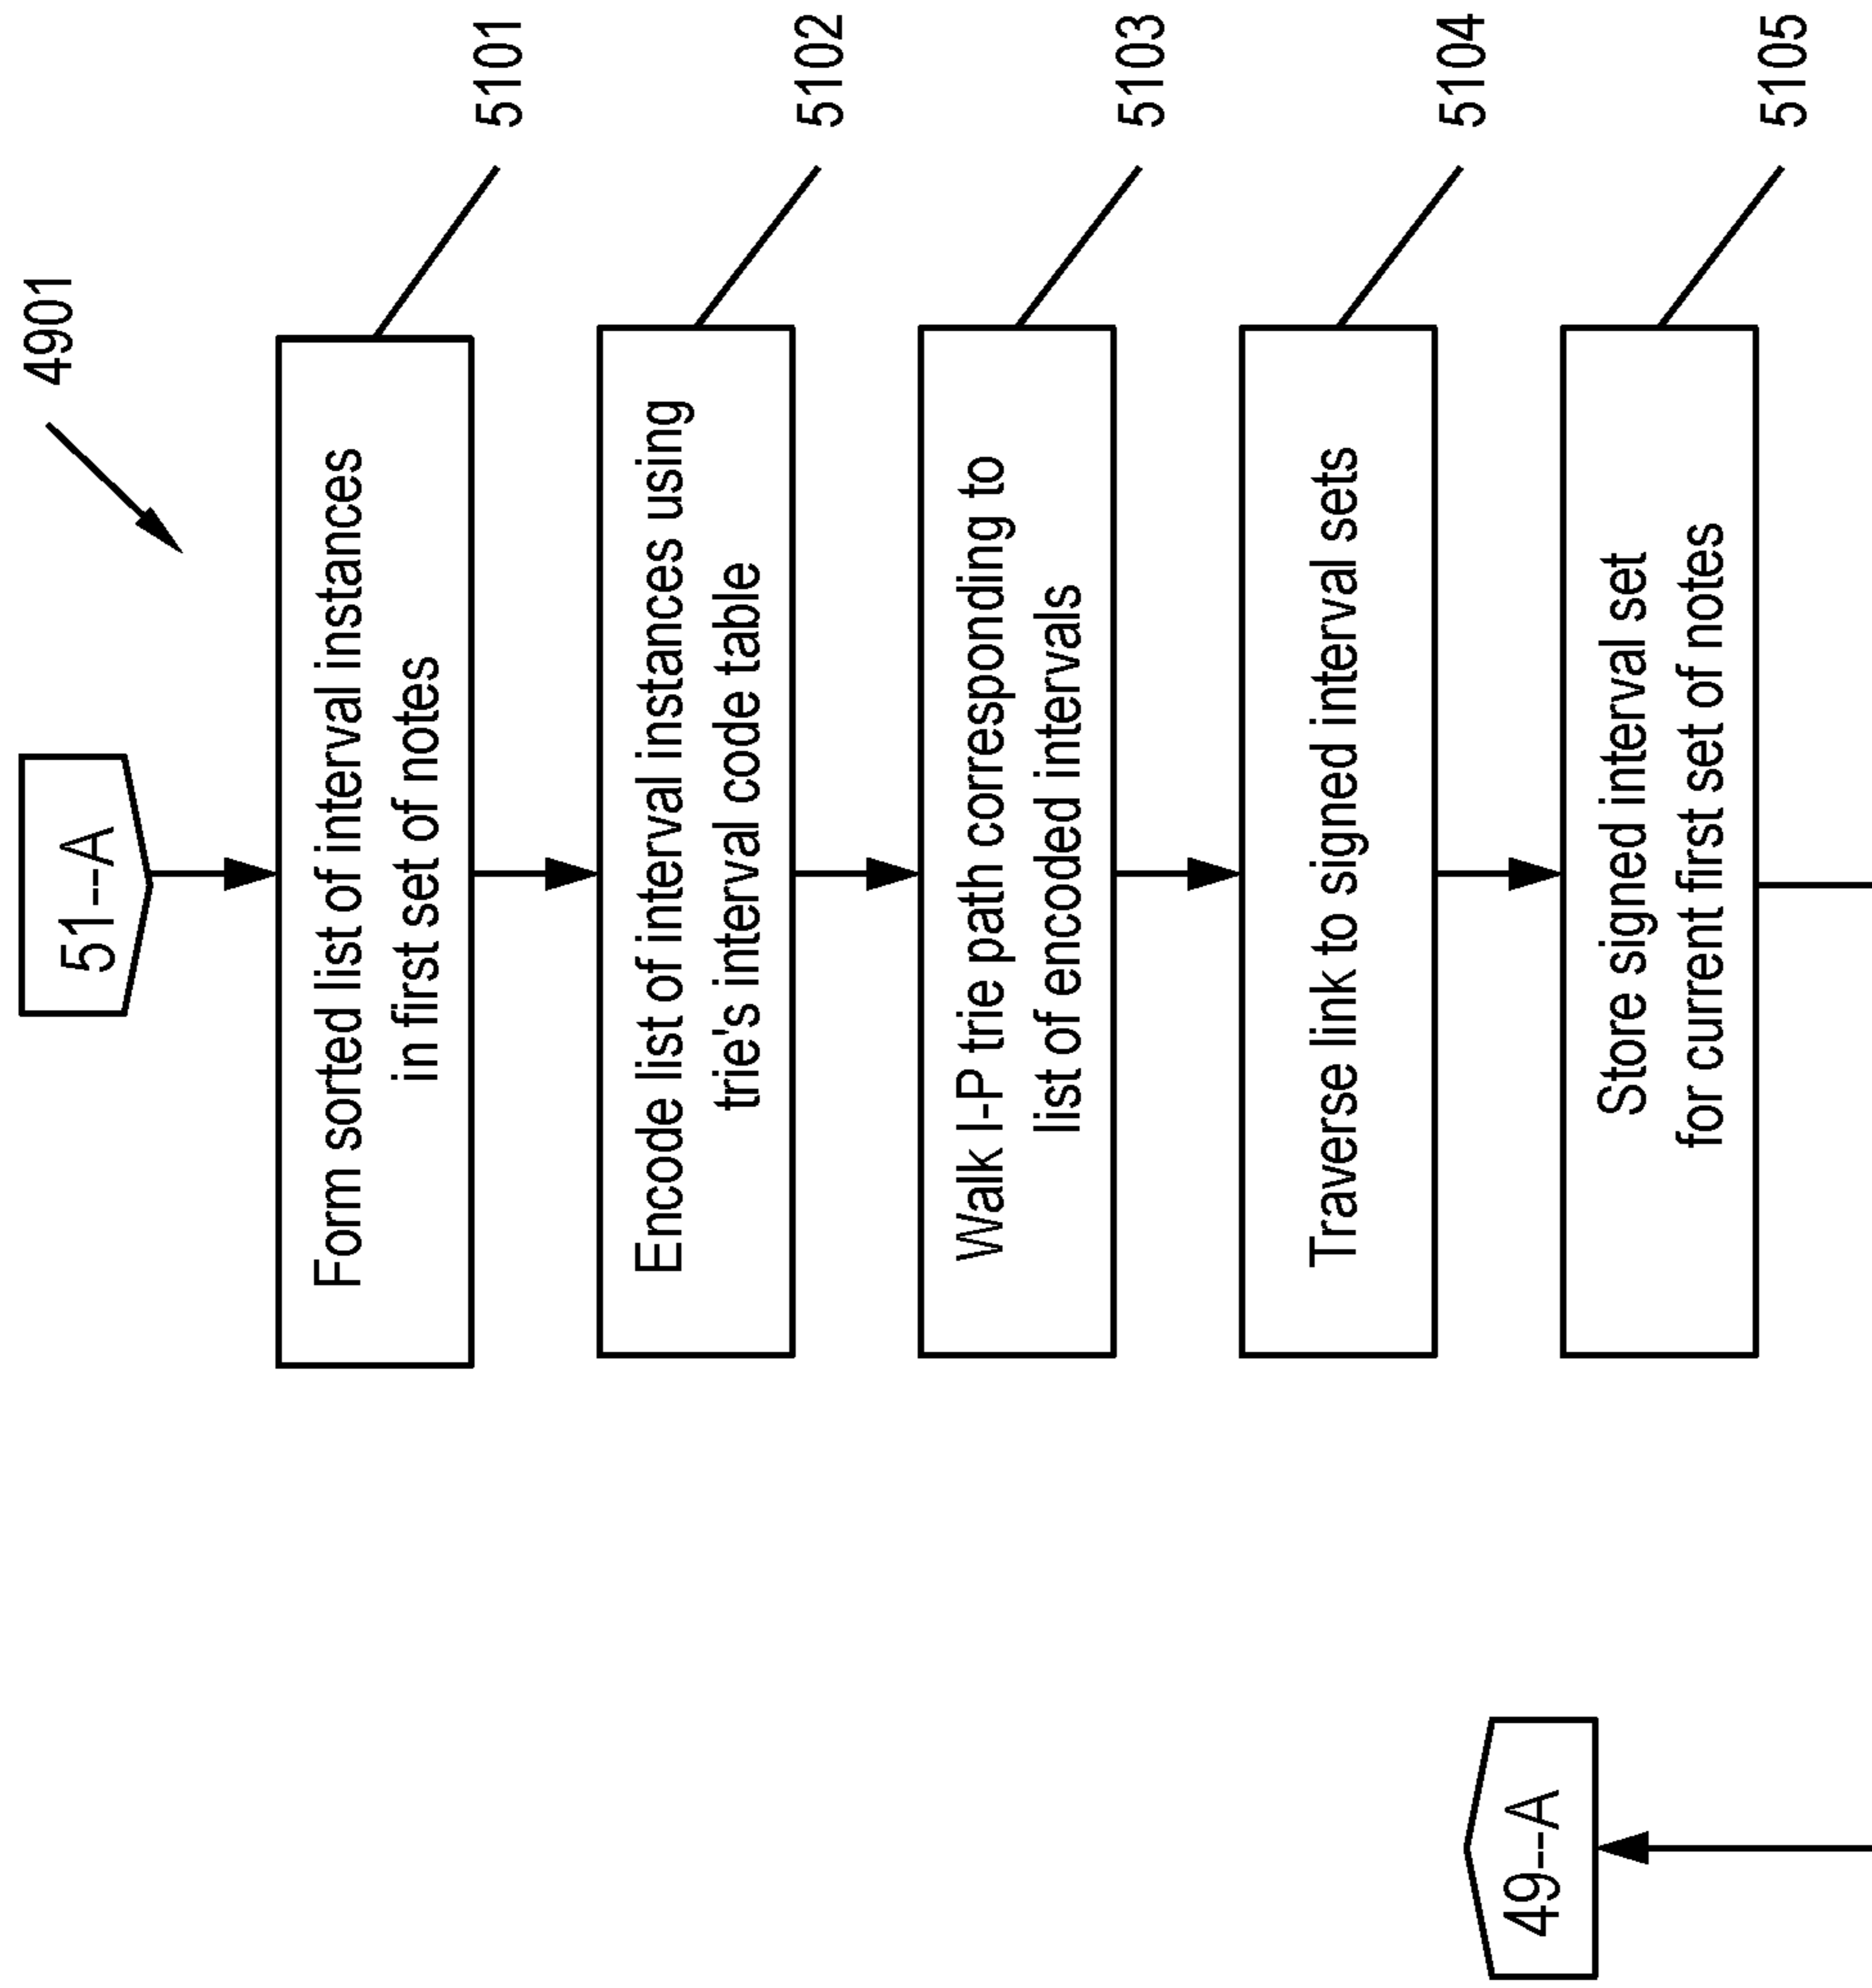 4901
51--A
Form sorted list of interval instances
in first set of notes
5101
Encode list of interval instances using
trie's interval code table
5102
Walk I-P trie path corresponding to
list of encoded intervals
5103
Traverse link to signed interval sets
5104
Store signed interval set
for current first set of notes
5105
49--A